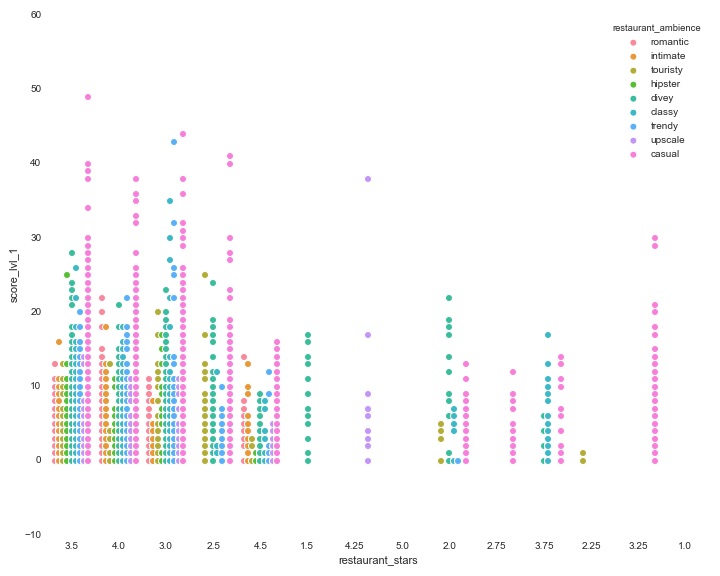 60
50
40
30
20
10
0
−10
score_lvl_1
restaurant_ambience
romantic
intimate
touristy
hipster
divey
classy
trendy
upscale
casual
3.5 4.0 3.0 2.5 4.5 1.5 4.25 5.0 2.0 2.75 3.75 2.25 3.25 1.0
restaurant_stars